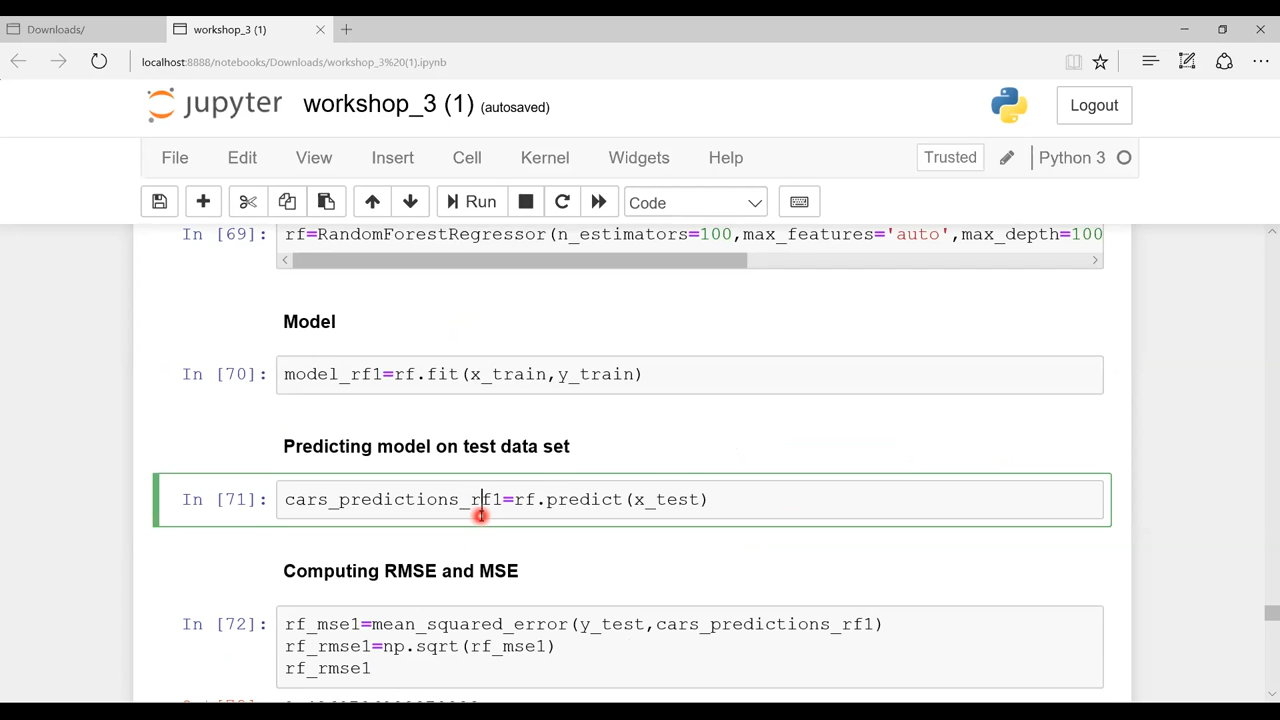 Downloads/
workshop_3 (1)
localhost:8888/notebooks/Downloads/workshop_3%20(1).ipynb
jupyter workshop_3 (1) (autosaved)
Logout
File Edit View Insert Cell Kernel Widgets Help
Trusted
Python 3
Run
Code
In [69]: rf=RandomForestRegressor(n_estimators=100,max_features='auto',max_depth=100
Model
In [70]: model_rf1=rf.fit(x_train,y_train)
Predicting model on test data set
In [71]: cars_predictions_rf1=rf.predict(x_test)
Computing RMSE and MSE
In [72]: rf_mse1=mean_squared_error(y_test,cars_predictions_rf1)
rf_rmse1=np.sqrt(rf_mse1)
rf_rmse1